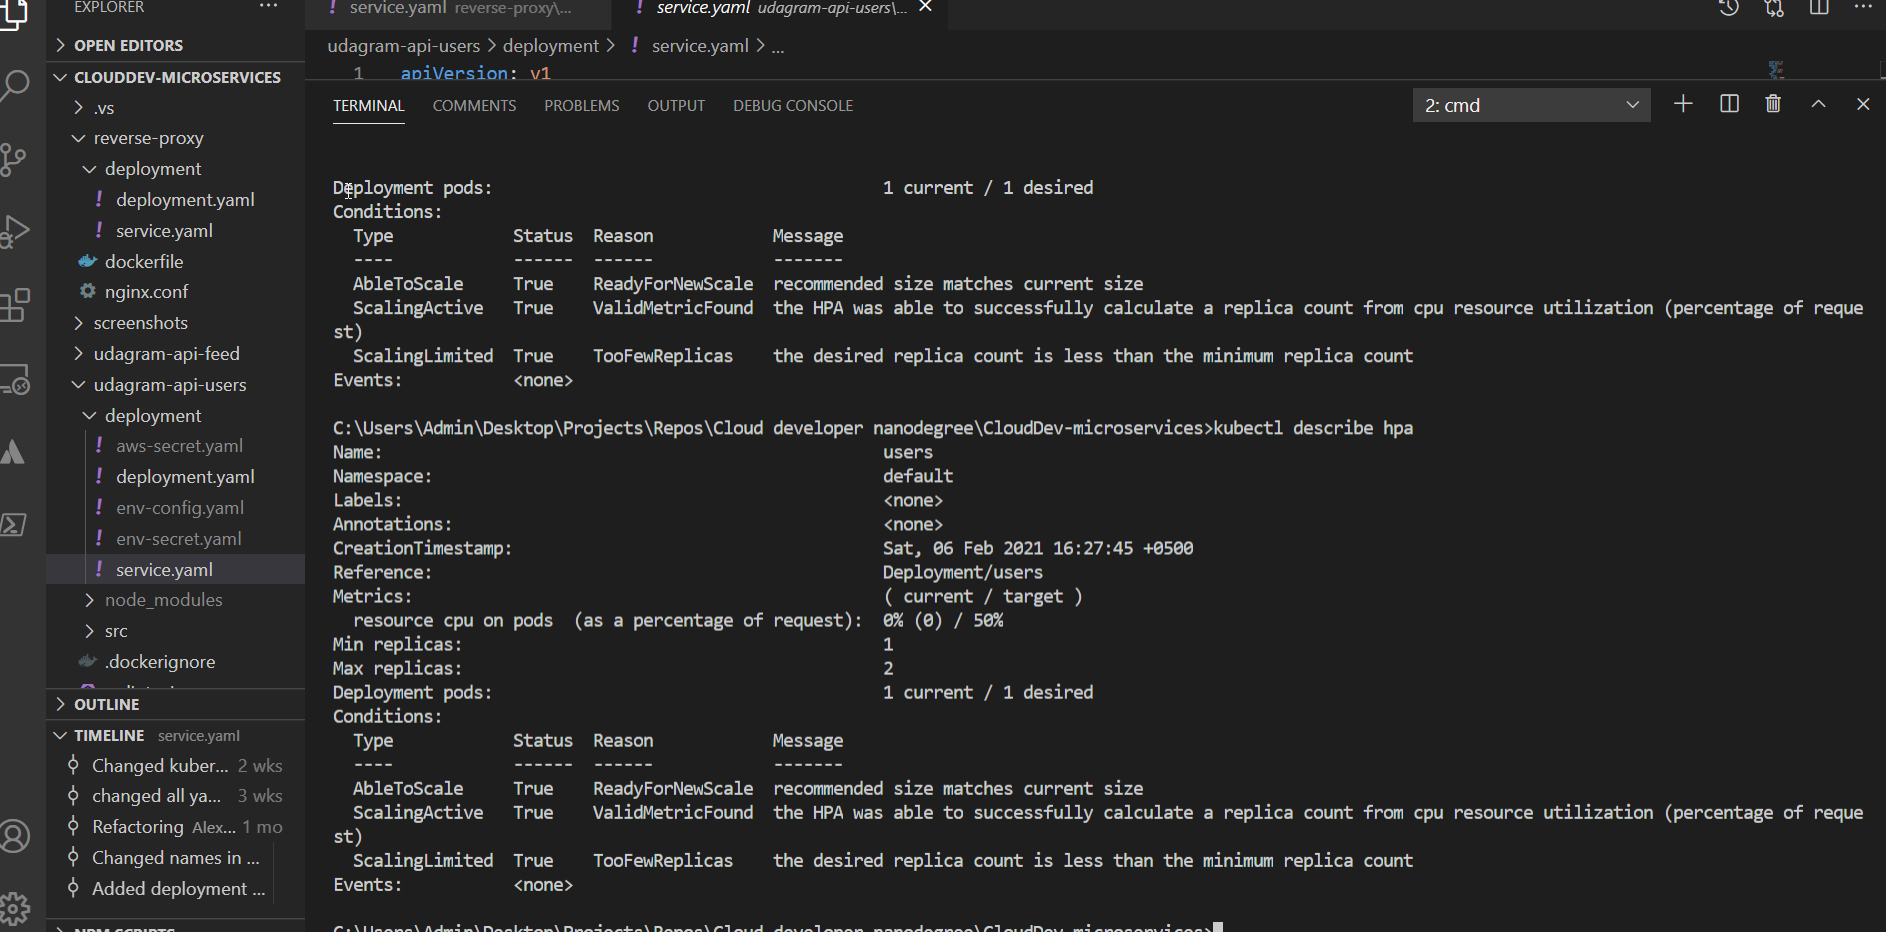 EXPLORER
OPEN EDITORS
CLOUDDEV-MICROSERVICES
.vs
reverse-proxy
deployment
deployment.yaml
service.yaml
dockerfile
nginx.conf
screenshots
udagram-api-feed
udagram-api-users
deployment
aws-secret.yaml
deployment.yaml
env-config.yaml
env-secret.yaml
service.yaml
node_modules
src
.dockerignore
OUTLINE
TIMELINE service.yaml
Changed kuber... 2 wks
changed all ya... 3 wks
Refactoring Alex... 1 mo
Changed names in ...
Added deployment ...
NPM SCRIPTS
! service.yaml reverse-proxy\...
! service.yaml udagram-api-users\...
udagram-api-users > deployment > ! service.yaml > ...
1 apiVersion: v1
TERMINAL COMMENTS PROBLEMS OUTPUT DEBUG CONSOLE 2: cmd
Deployment pods: 1 current / 1 desired
Conditions:
Type Status Reason Message
---- ------ ------ -------
AbleToScale True ReadyForNewScale recommended size matches current size
ScalingActive True ValidMetricFound the HPA was able to successfully calculate a replica count from cpu resource utilization (percentage of reque
st)
ScalingLimited True TooFewReplicas the desired replica count is less than the minimum replica count
Events: <none>
C:\Users\Admin\Desktop\Projects\Repos\Cloud developer nanodegree\CloudDev-microservices>kubectl describe hpa
Name: users
Namespace: default
Labels: <none>
Annotations: <none>
CreationTimestamp: Sat, 06 Feb 2021 16:27:45 +0500
Reference: Deployment/users
Metrics: ( current / target )
resource cpu on pods (as a percentage of request): 0% (0) / 50%
Min replicas: 1
Max replicas: 2
Deployment pods: 1 current / 1 desired
Conditions:
Type Status Reason Message
---- ------ ------ -------
AbleToScale True ReadyForNewScale recommended size matches current size
ScalingActive True ValidMetricFound the HPA was able to successfully calculate a replica count from cpu resource utilization (percentage of reque
st)
ScalingLimited True TooFewReplicas the desired replica count is less than the minimum replica count
Events: <none>
C:\Users\Admin\Desktop\Projects\Repos\Cloud developer nanodegree\CloudDev-microservices>